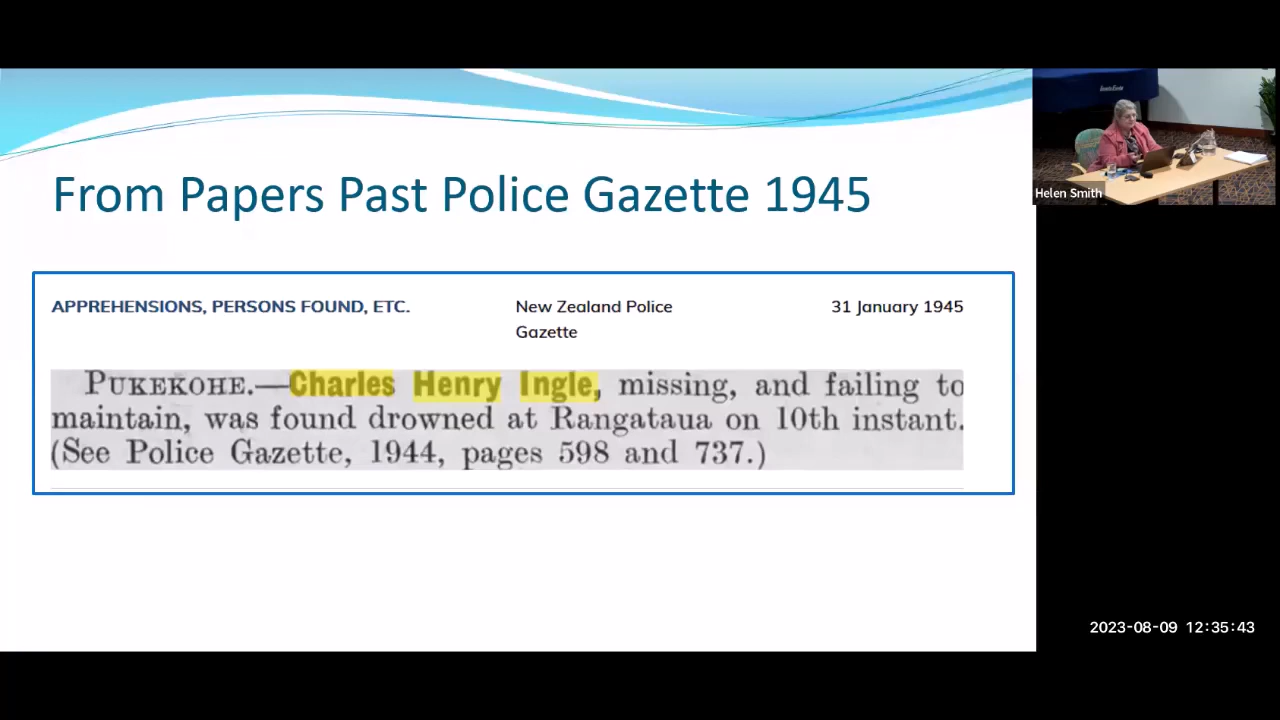 From Papers Past Police Gazette 1945
APPREHENSIONS, PERSONS FOUND, ETC.
New Zealand Police
Gazette
31 January 1945
PUKEKOHE.—Charles Henry Ingle, missing, and failing to
maintain, was found drowned at Rangataua on 10th instant.
(See Police Gazette, 1944, pages 598 and 737.)
Helen Smith
2023-08-09 12:35:43